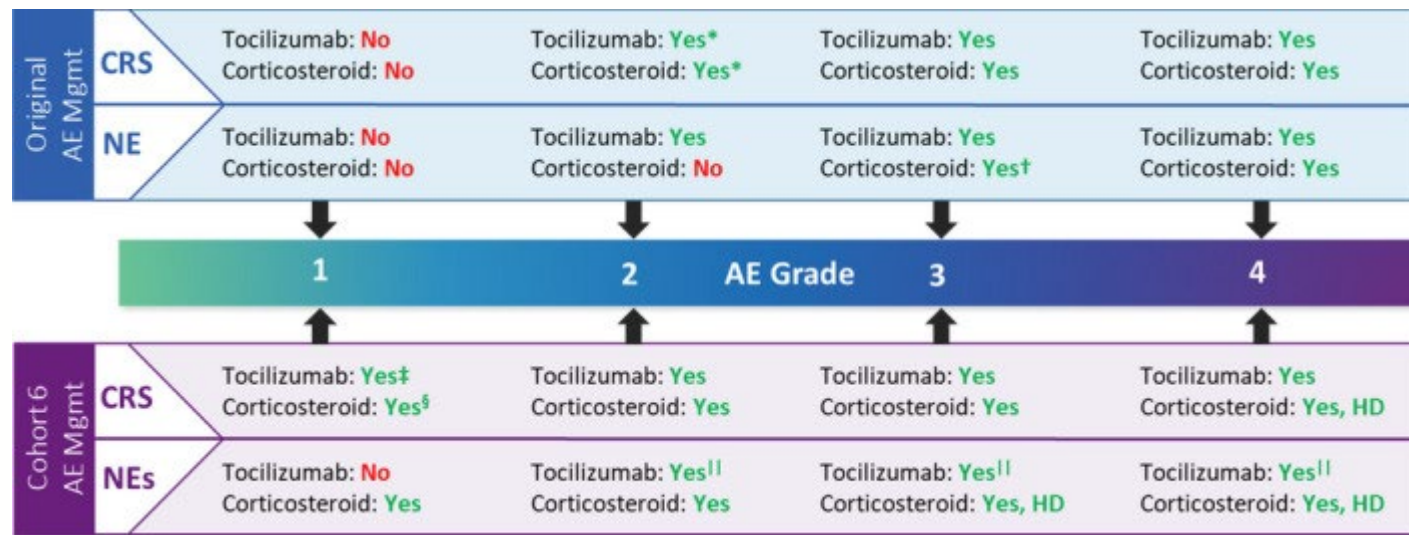 Original
AE Mgmt
CRS
Tocilizumab: No
Corticosteroid: No
Tocilizumab: Yes*
Corticosteroid: Yes*
Tocilizumab: Yes
Corticosteroid: Yes
Tocilizumab: Yes
Corticosteroid: Yes
NE
Tocilizumab: No
Corticosteroid: No
Tocilizumab: Yes
Corticosteroid: No
Tocilizumab: Yes
Corticosteroid: Yes†
Tocilizumab: Yes
Corticosteroid: Yes
1 2 AE Grade 3 4
Cohort 6
AE Mgmt
CRS
Tocilizumab: Yes‡
Corticosteroid: Yes§
Tocilizumab: Yes
Corticosteroid: Yes
Tocilizumab: Yes
Corticosteroid: Yes
Tocilizumab: Yes
Corticosteroid: Yes, HD
NEs
Tocilizumab: No
Corticosteroid: Yes
Tocilizumab: Yes||
Corticosteroid: Yes
Tocilizumab: Yes||
Corticosteroid: Yes, HD
Tocilizumab: Yes||
Corticosteroid: Yes, HD